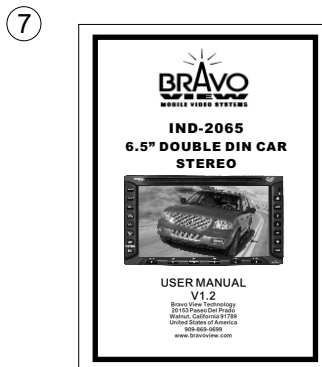 7
BRAVO
VIEW
MOBILE VIDEO SYSTEMS
IND-2065
6.5” DOUBLE DIN CAR
STEREO
USER MANUAL
V1.2
Bravo View Technology
20153 Paseo Del Prado
Walnut, California 91789
United States of America
909-869-0699
www.bravoview.com